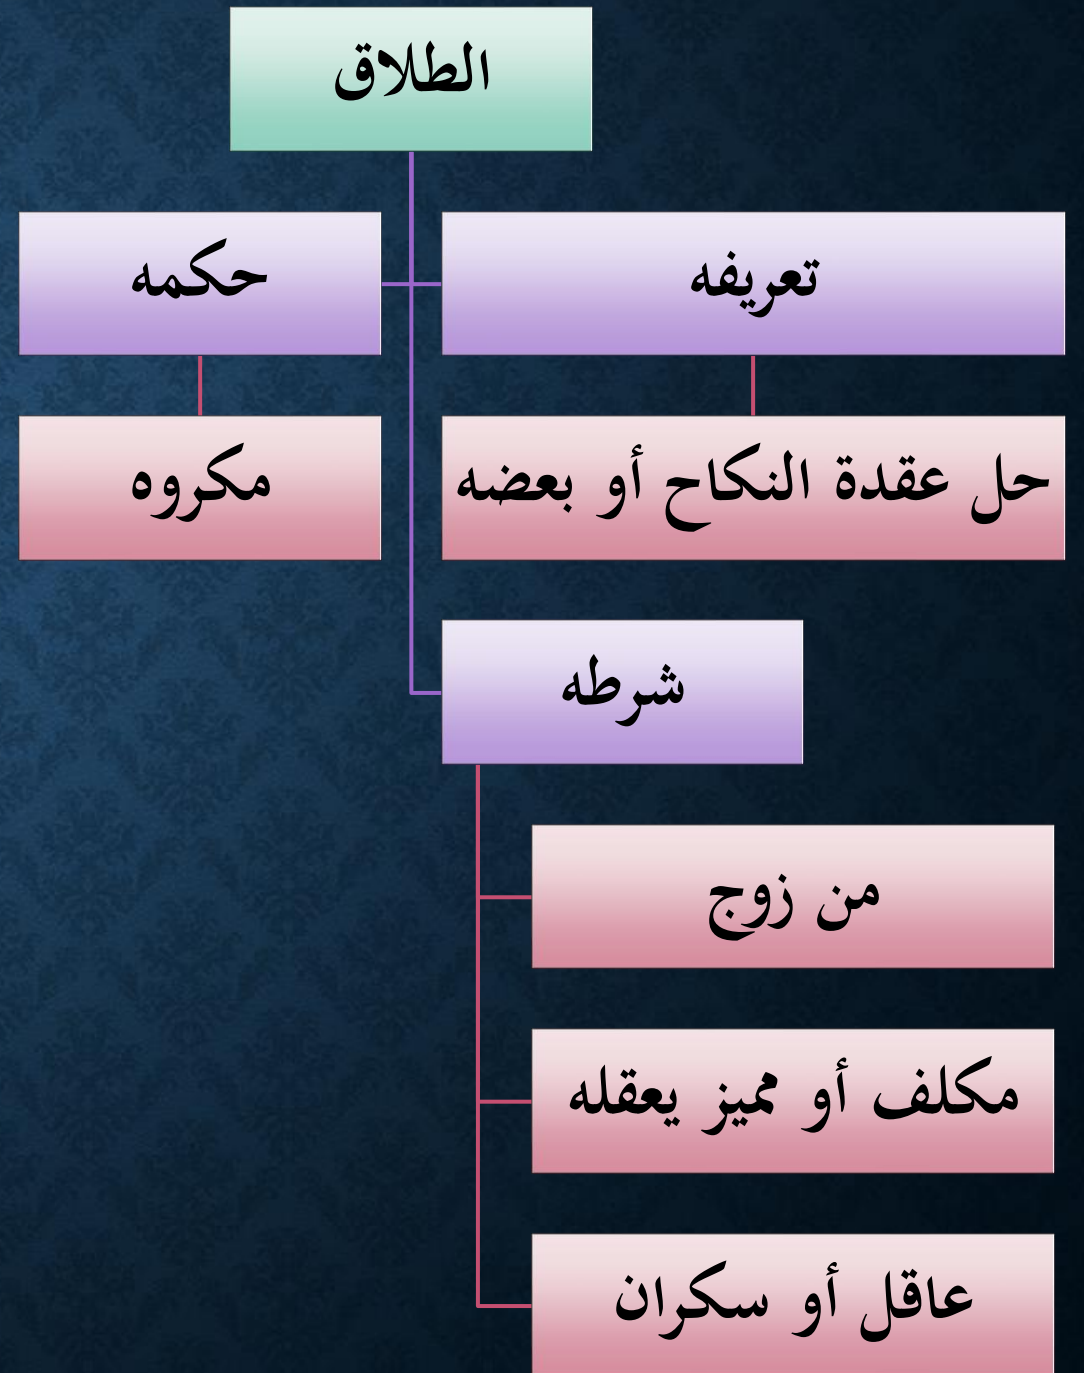 الطلاق
تعريفه
حكمه
حل عقدة النكاح أو بعضه
مكروه
شرطه
من زوج
مكلف أو مميز يعقله
عاقل أو سكران